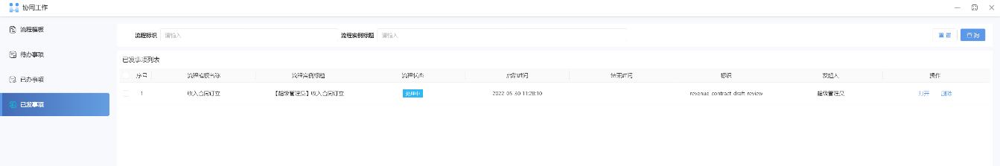 协同工作
流程模板
待办事项
已办事项
已发事项
流程标识 请输入 流程实例标题 请输入 重 置 查 询
已发事项列表
序号 流程模板名称 流程实例标题 流程状态 启动时间 结束时间 标识 发起人 操作
1 收入合同订立 【超级管理员】收入合同订立 处理中 2022-05-30 11:28:10 revenue_contract_draft_review 超级管理员 打开 删除